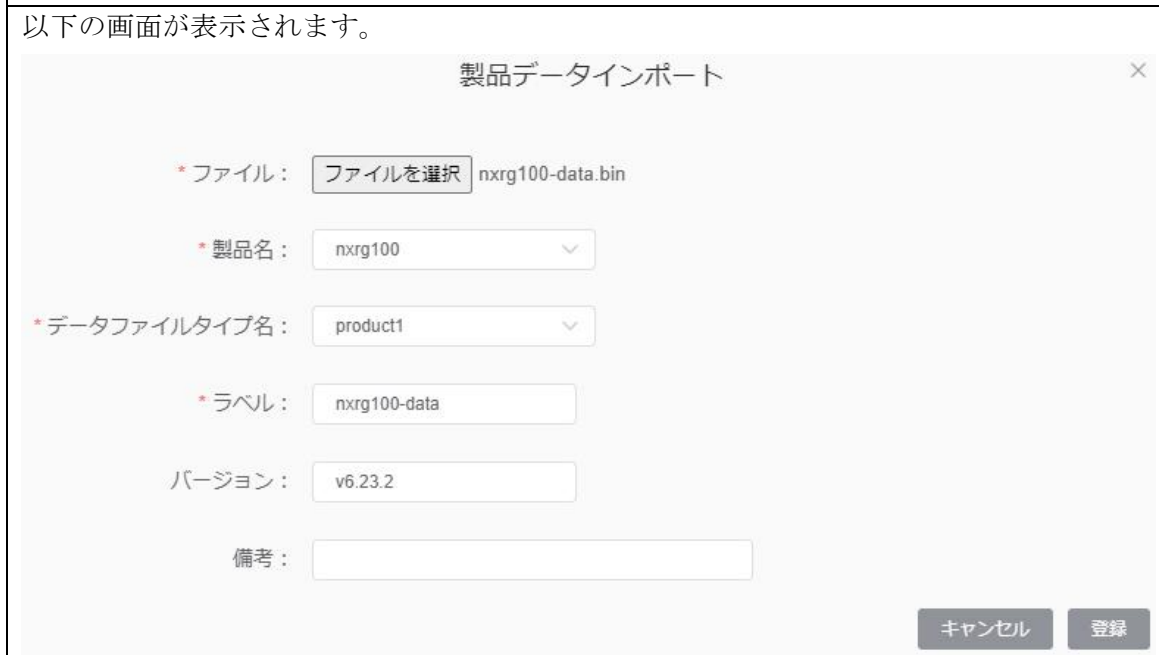 以下の画面が表示されます。
製品データインポート ×
* ファイル： ファイルを選択 nxrg100-data.bin
* 製品名： nxrg100
* データファイルタイプ名： product1
* ラベル： nxrg100-data
バージョン： v6.23.2
備考：
キャンセル 登録